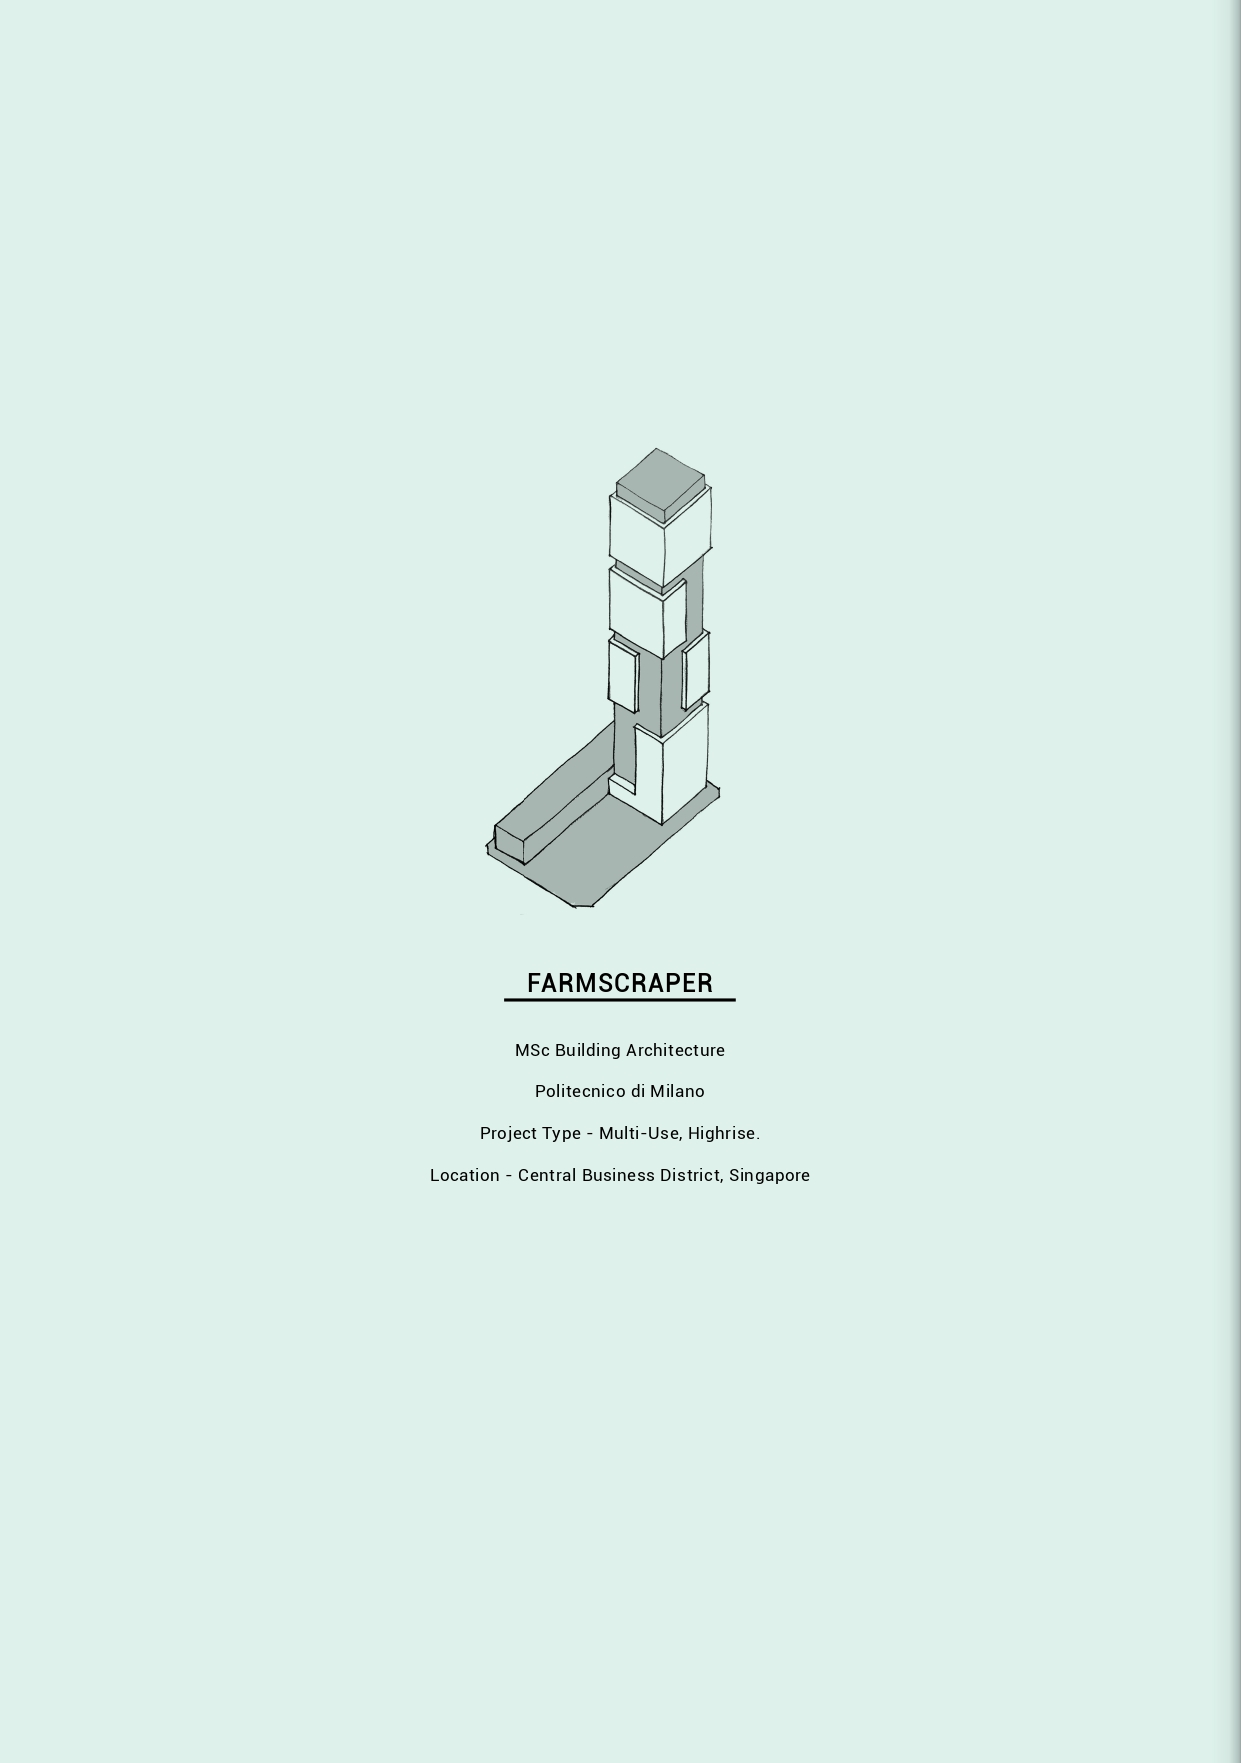 FARMSCRAPER
MSc Building Architecture
Politecnico di Milano
Project Type - Multi-Use, Highrise.
Location - Central Business District, Singapore